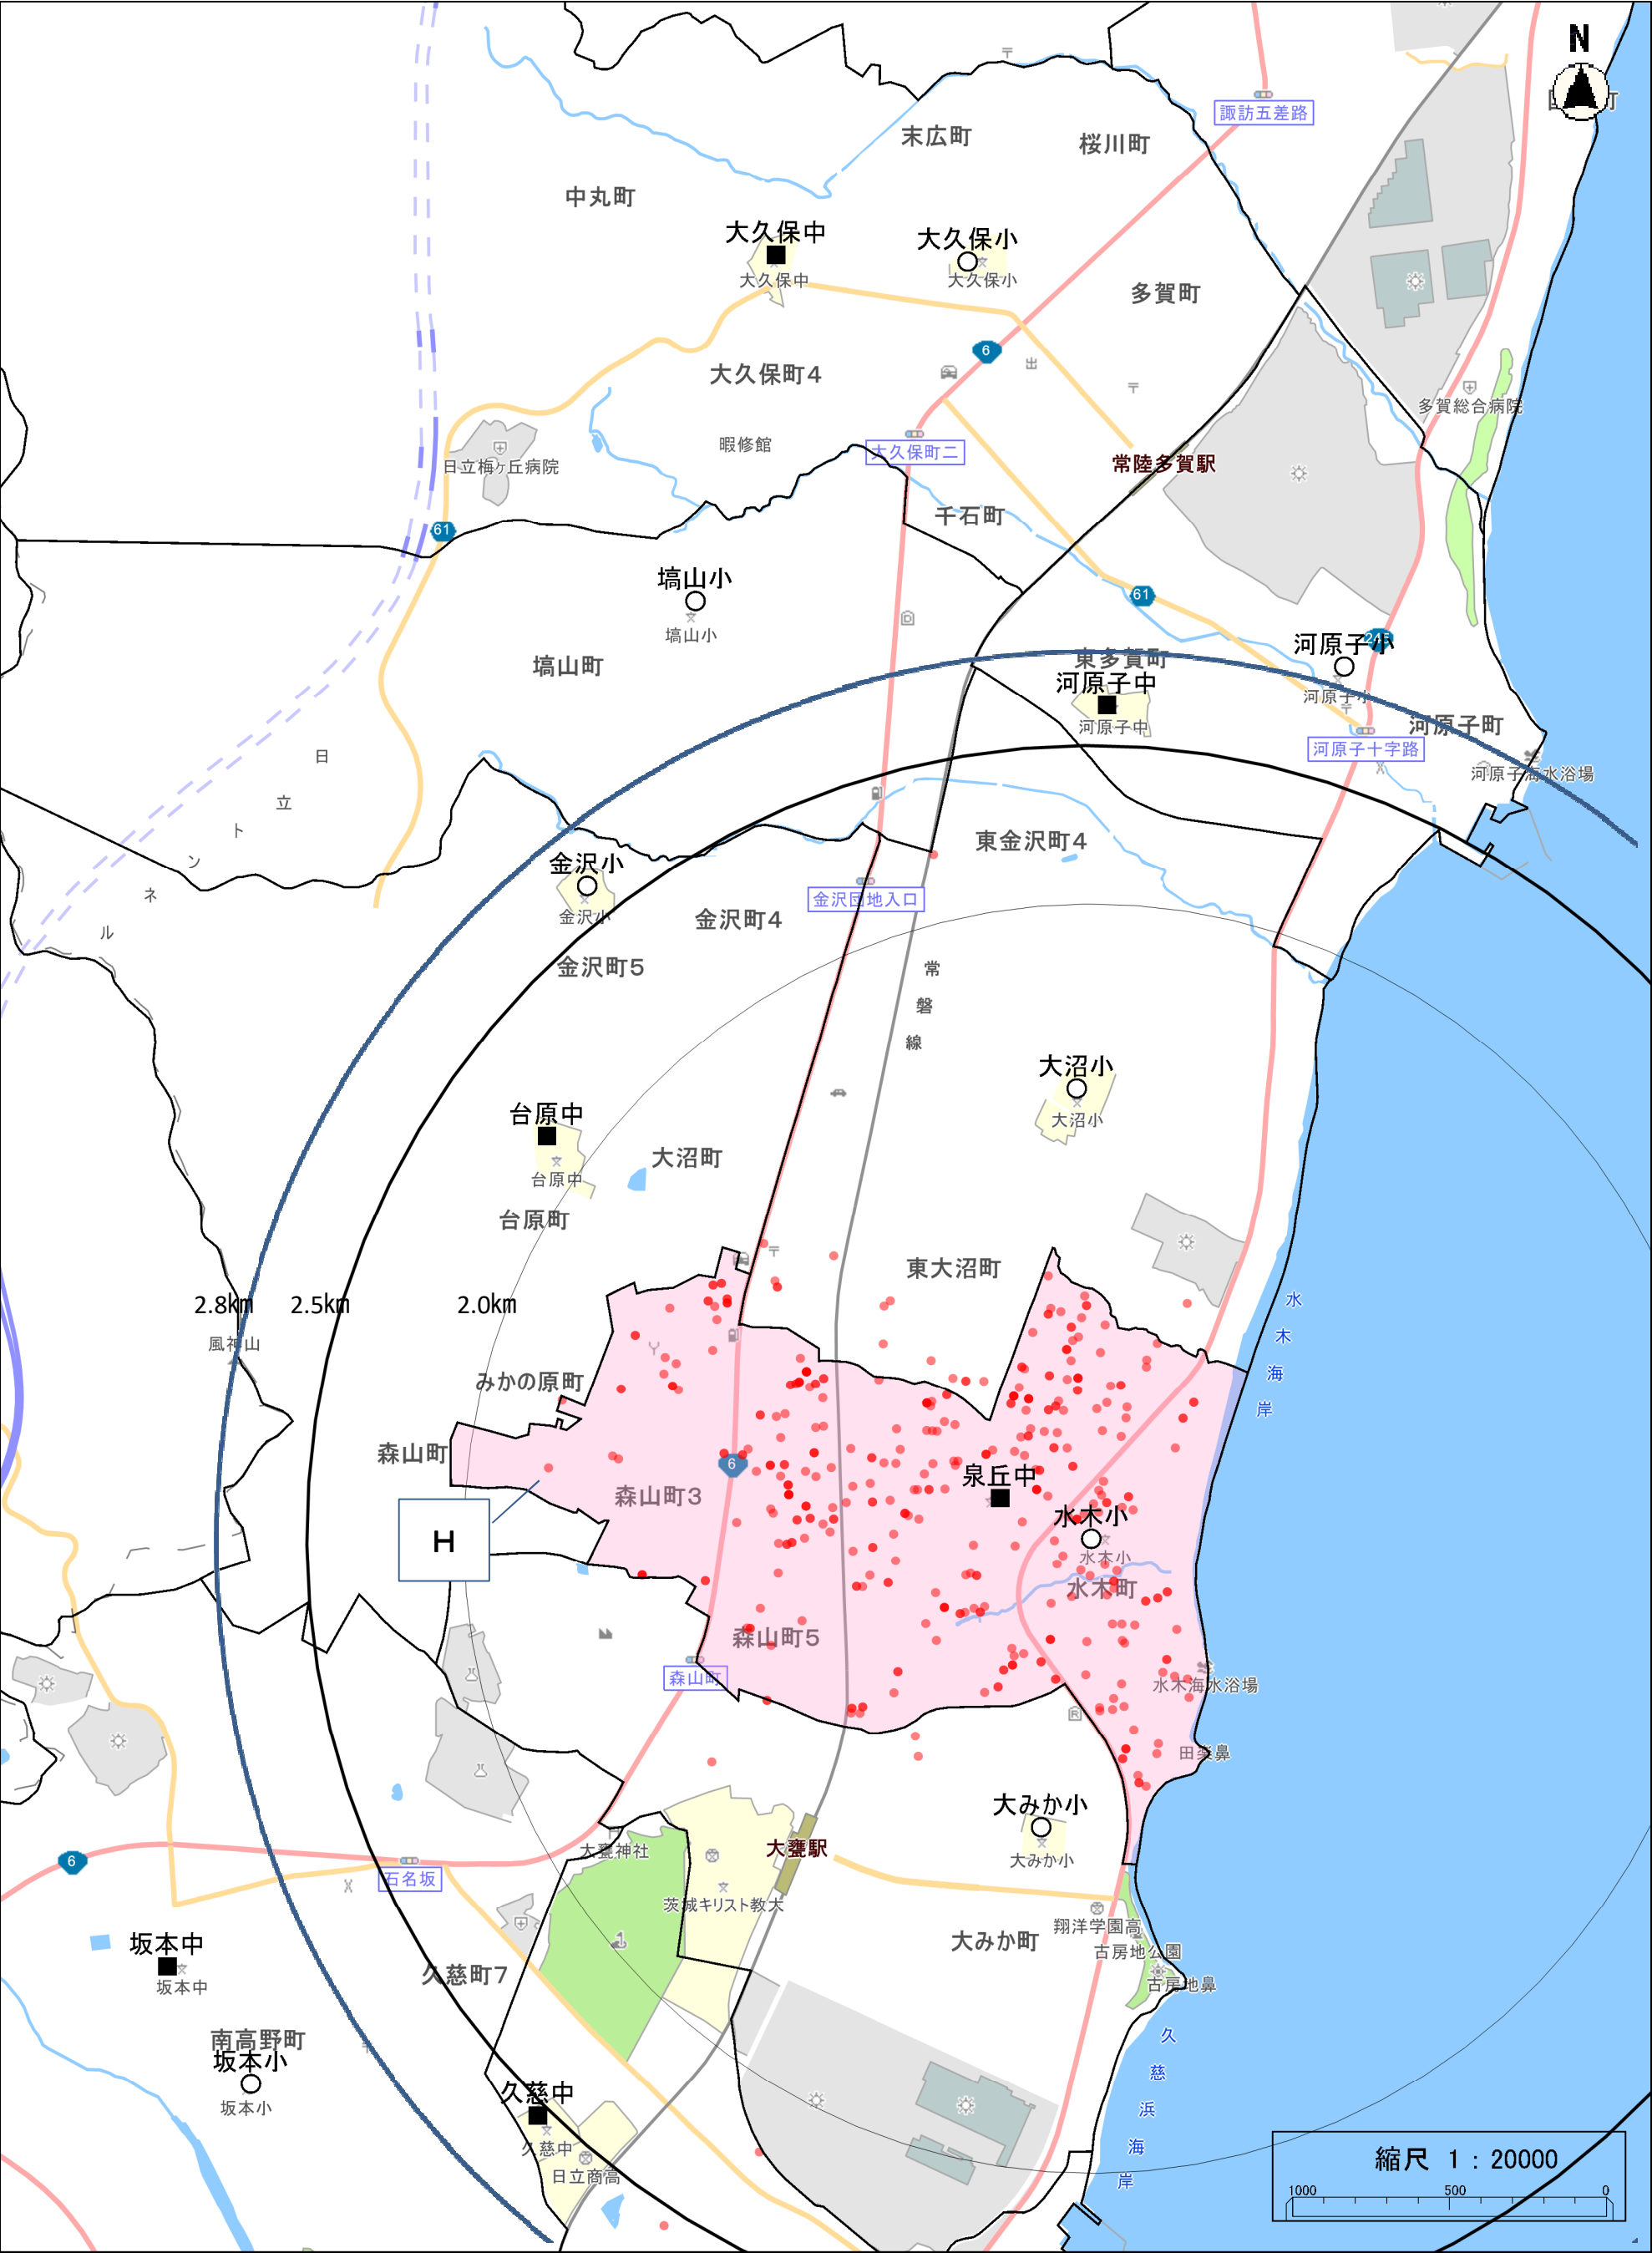 N
諏訪五差路
末広町
桜川町
中丸町
大久保中
大久保小
大久保中
大久保小
多賀町
6
大久保町4
多賀総合病院
暇修館
大久保町二
日立梅ヶ丘病院
常陸多賀駅
千石町
61
塙山小
61
塙山小
河原子小
245
塙山町
東多賀町
河原子中
河原子小
河原子町
河原子中
河原子十字路
日
河原子海水浴場
立
ト
東金沢町4
ン
金沢小
ネ
金沢団地入口
金沢小
金沢町4
ル
金沢町5
常
磐
線
大沼小
台原中
大沼小
大沼町
台原中
台原町
東大沼町
2.8km
2.5km
2.0km
水
木
海
岸
風神山
みかの原町
森山町
6
泉丘中
森山町3
水木小
H
水木小
水木町
森山町5
森山町
水木海水浴場
田楽鼻
大みか小
大甕神社
大甕駅
大みか小
6
石名坂
茨城キリスト教大
翔洋学園高
坂本中
大みか町
古房地公園
久慈町7
坂本中
古房地鼻
南高野町
坂本小
久
慈
浜
海
岸
坂本小
久慈中
久慈中
日立商高
縮尺 1：20000
1000
500
0